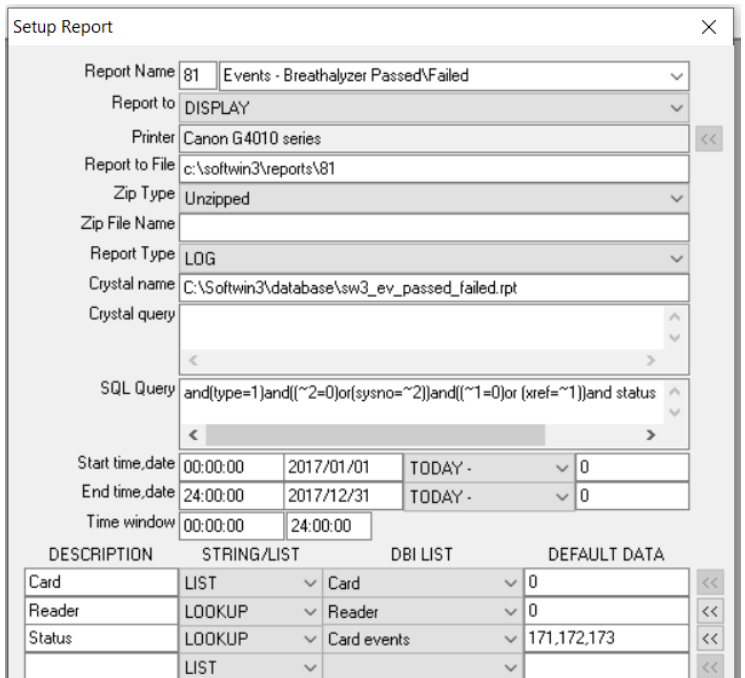 Setup Report
Report Name 81 Events - Breathalyzer Passed\Failed
Report to DISPLAY
Printer Canon G4010 series <<
Report to File c:\softwin3\reports\81
Zip Type Unzipped
Zip File Name
Report Type LOG
Crystal name C:\Softwin3\database\sw3_ev_passed_failed.rpt
Crystal query
SQL Query and(type=1)and((~2=0)or(sysno=~2))and((~1=0)or (xref=~1))and status
Start time,date 00:00:00 2017/01/01 TODAY - 0
End time,date 24:00:00 2017/12/31 TODAY - 0
Time window 00:00:00 24:00:00
DESCRIPTION STRING/LIST DBI LIST DEFAULT DATA
Card LIST Card 0 <<
Reader LOOKUP Reader 0 <<
Status LOOKUP Card events 171,172,173 <<
LIST <<